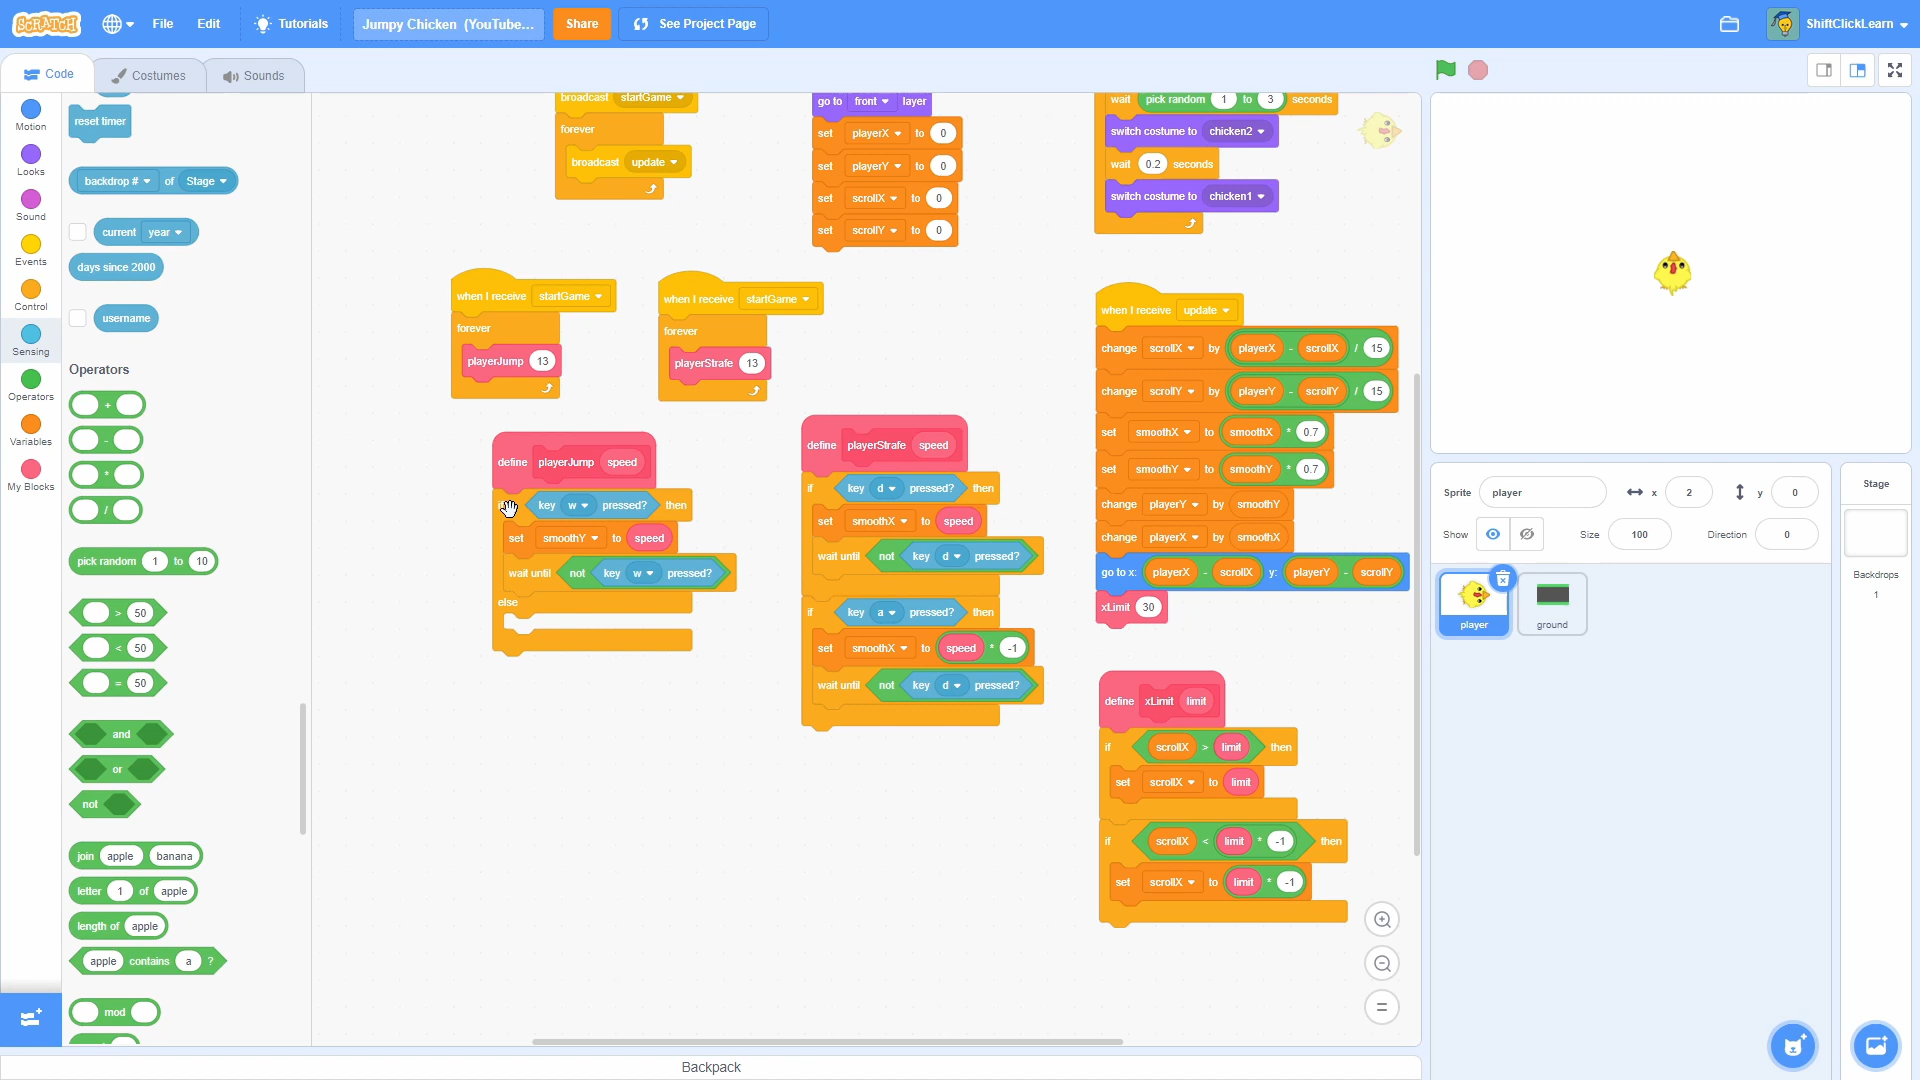 SCRATCH File Edit Tutorials Jumpy Chicken (YouTube... Share See Project Page ShiftClickLearn
Code Costumes Sounds
Motion
Looks
Sound
Events
Control
Sensing
Operators
Variables
My Blocks
reset timer
backdrop # of Stage
current year
days since 2000
username
Operators
+
-
*
/
pick random 1 to 10
> 50
< 50
= 50
and
or
not
join apple banana
letter 1 of apple
length of apple
apple contains a ?
mod
broadcast startGame
forever
broadcast update
go to front layer
set playerX to 0
set playerY to 0
set scrollX to 0
set scrollY to 0
wait pick random 1 to 3 seconds
switch costume to chicken2
wait 0.2 seconds
switch costume to chicken1
when I receive startGame
forever
playerJump 13
when I receive startGame
forever
playerStrafe 13
define playerJump speed
key w pressed? then
set smoothY to speed
wait until not key w pressed?
else
define playerStrafe speed
if key d pressed? then
set smoothX to speed
wait until not key d pressed?
if key a pressed? then
set smoothX to speed * -1
wait until not key d pressed?
when I receive update
change scrollX by playerX - scrollX / 15
change scrollY by playerY - scrollY / 15
set smoothX to smoothX * 0.7
set smoothY to smoothY * 0.7
change playerY by smoothY
change playerX by smoothX
go to x: playerX - scrollX y: playerY - scrollY
xLimit 30
define xLimit limit
if scrollX > limit then
set scrollX to limit
if scrollX < limit * -1 then
set scrollX to limit * -1
Sprite player x 2 y 0
Show Size 100 Direction 0
player
ground
Stage
Backdrops
1
Backpack